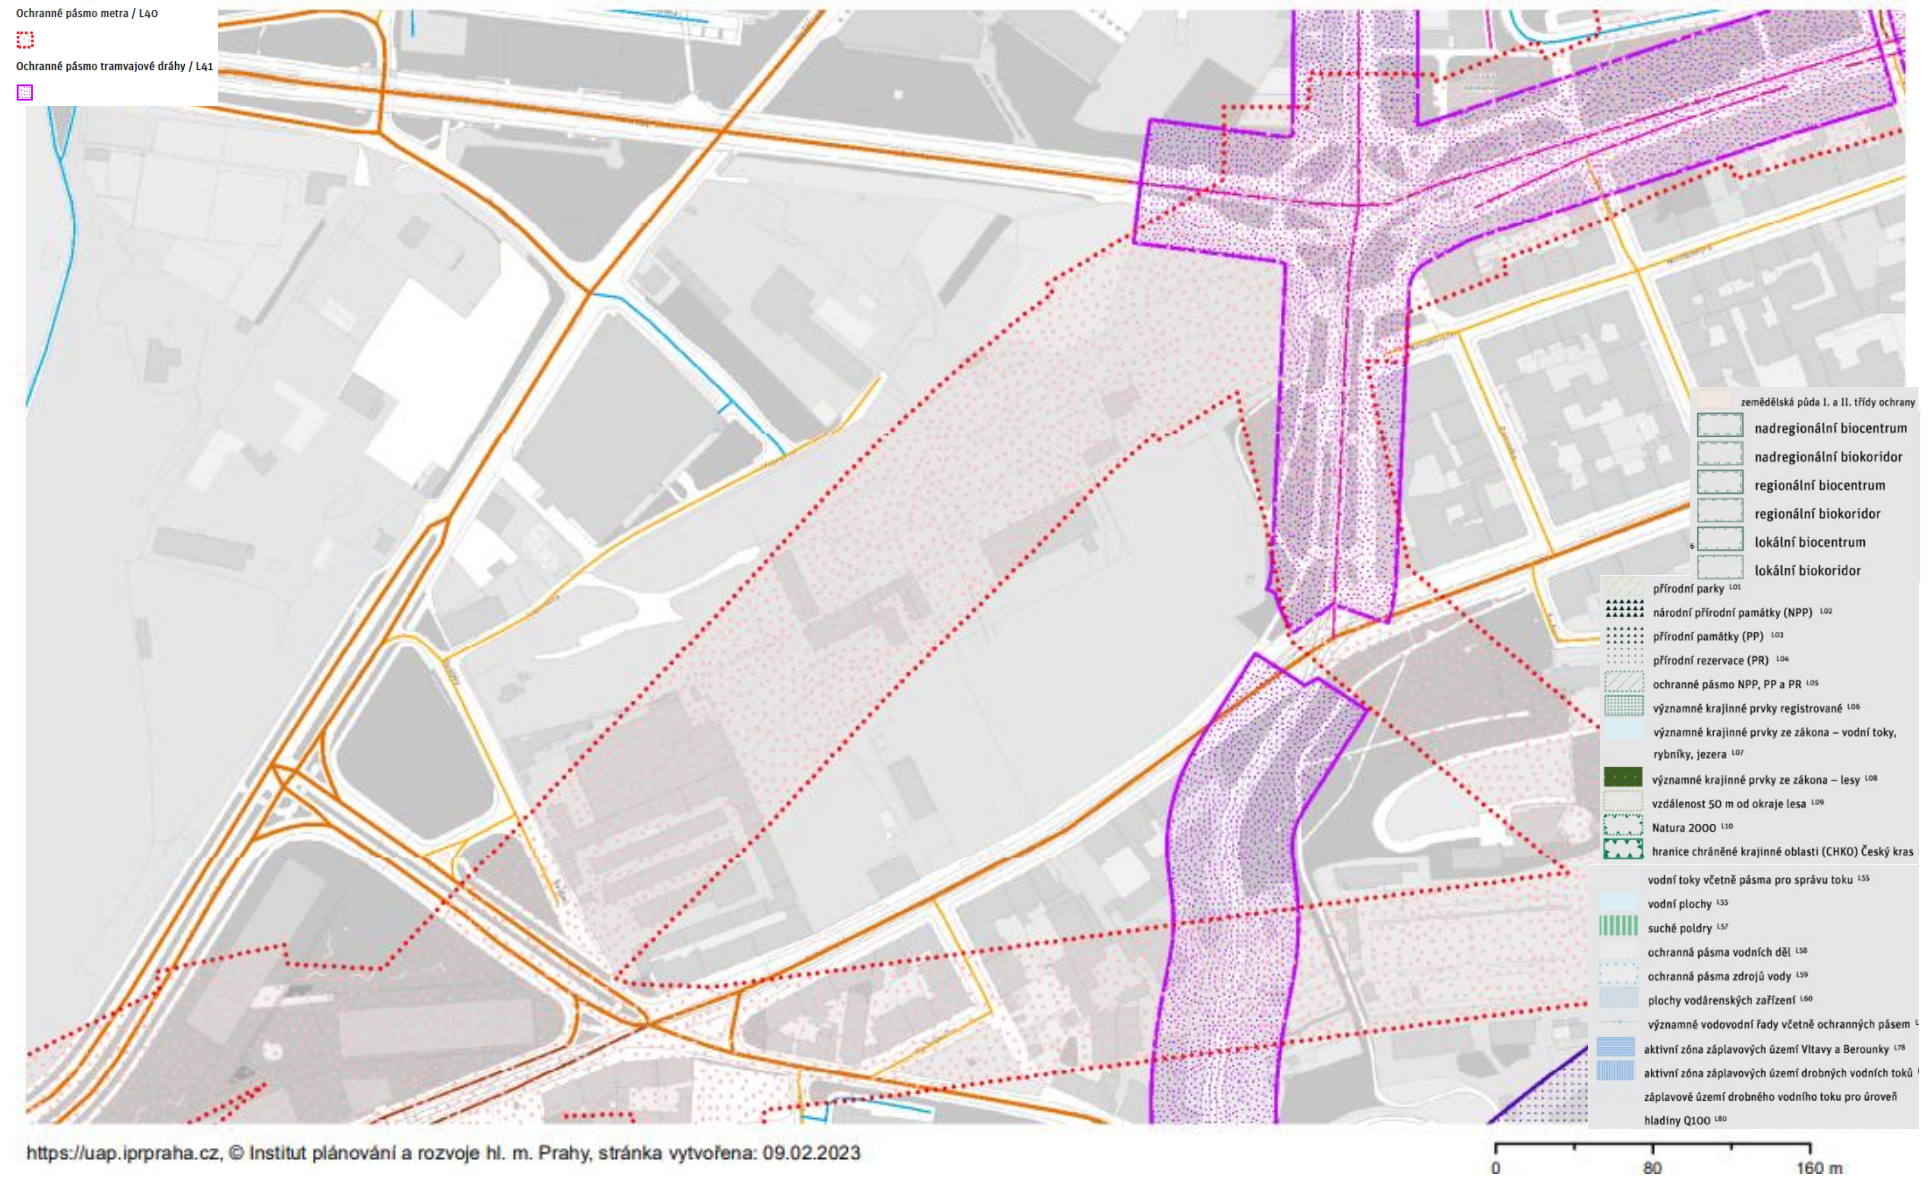 Ochranné pásmo metra / L40
Ochranné pásmo tramvajové dráhy / L41
zemědělská půda I. a II. třídy ochrany
nadregionální biocentrum
nadregionální biokoridor
regionální biocentrum
regionální biokoridor
6
lokální biocentrum
lokální biokoridor
přírodní parky L01
národní přírodní památky (NPP) L02
přírodní památky (PP) L03
přírodní rezervace (PR) L04
ochranné pásmo NPP, PP a PR L05
významné krajinné prvky registrované L06
významné krajinné prvky ze zákona – vodní toky,
rybníky, jezera L07
významné krajinné prvky ze zákona – lesy L08
vzdálenost 50 m od okraje lesa L09
Natura 2000 L10
hranice chráněné krajinné oblasti (CHKO) Český kras
vodní toky včetně pásma pro správu toku L55
vodní plochy L55
suché poldry L57
ochranná pásma vodních děl L58
ochranná pásma zdrojů vody L59
plochy vodárenských zařízení L60
významné vodovodní řady včetně ochranných pásem L
aktivní zóna záplavových území Vltavy a Berounky L78
aktivní zóna záplavových území drobných vodních toků
záplavové území drobného vodního toku pro úroveň
hladiny Q100 L80
https://uap.iprpraha.cz, © Institut plánování a rozvoje hl. m. Prahy, stránka vytvořena: 09.02.2023
0 80 160 m